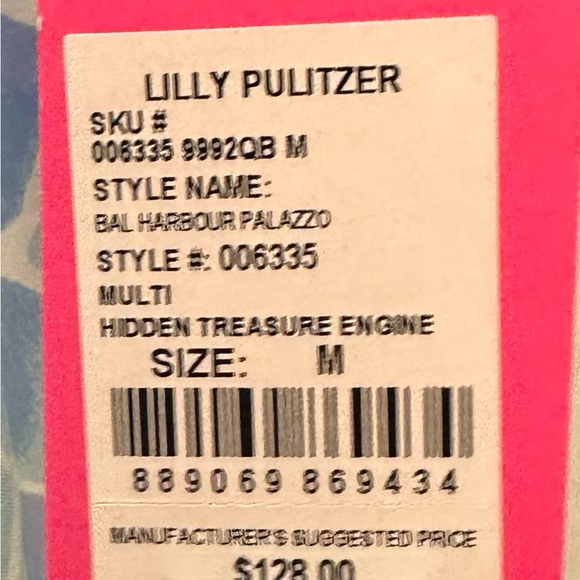 LILLY PULITZER
SKU #
006335 9992QB M
STYLE NAME:
BAL HARBOUR PALAZZO
STYLE #: 006335
MULTI
HIDDEN TREASURE ENGINE
SIZE: M
889069 869434
MANUFACTURER'S SUGGESTED PRICE
$128.00